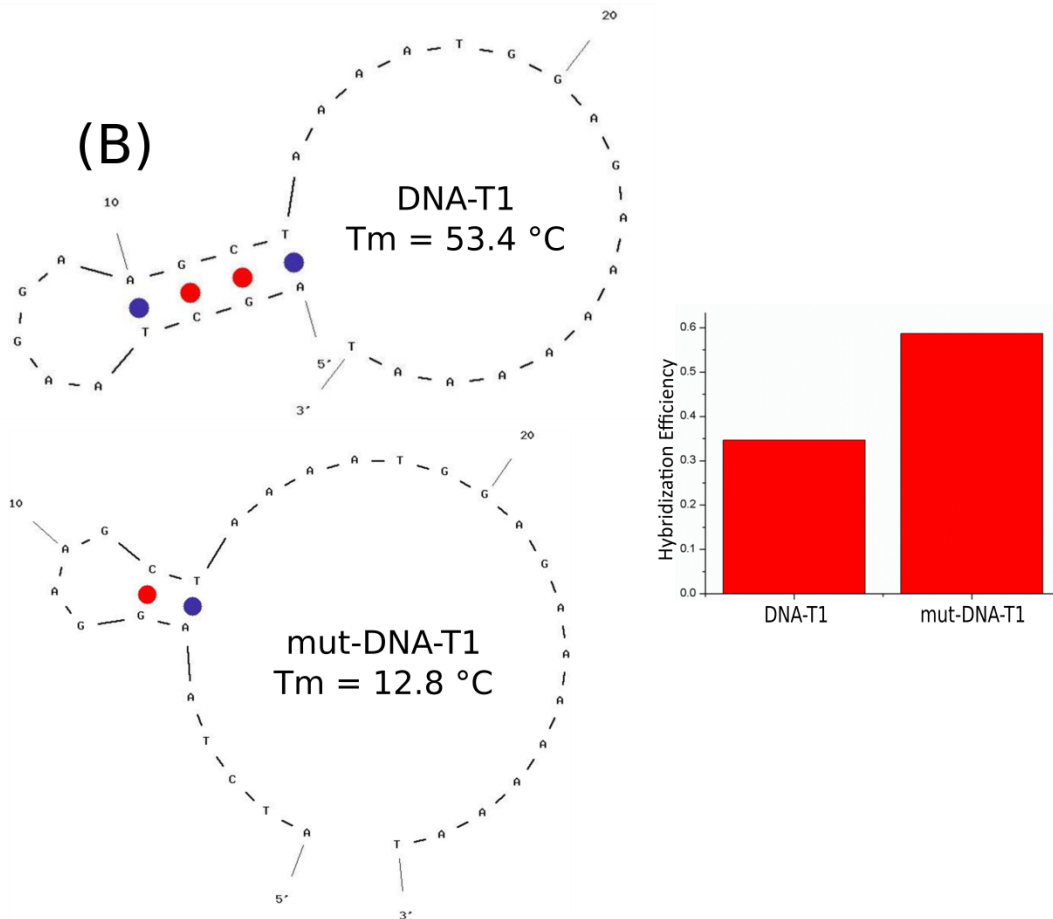 (B)
DNA-T1
Tm = 53.4 °C
10
20
5'
3'
A G C T A A G G A A G C T A A A A T G G A G A A A A A A A T
mut-DNA-T1
Tm = 12.8 °C
10
20
5'
3'
A T C T A A G G A A G C T A A A A T G G A G A A A A A A A T
Hybridization Efficiency
0.6
0.5
0.4
0.3
0.2
0.1
0.0
DNA-T1 mut-DNA-T1